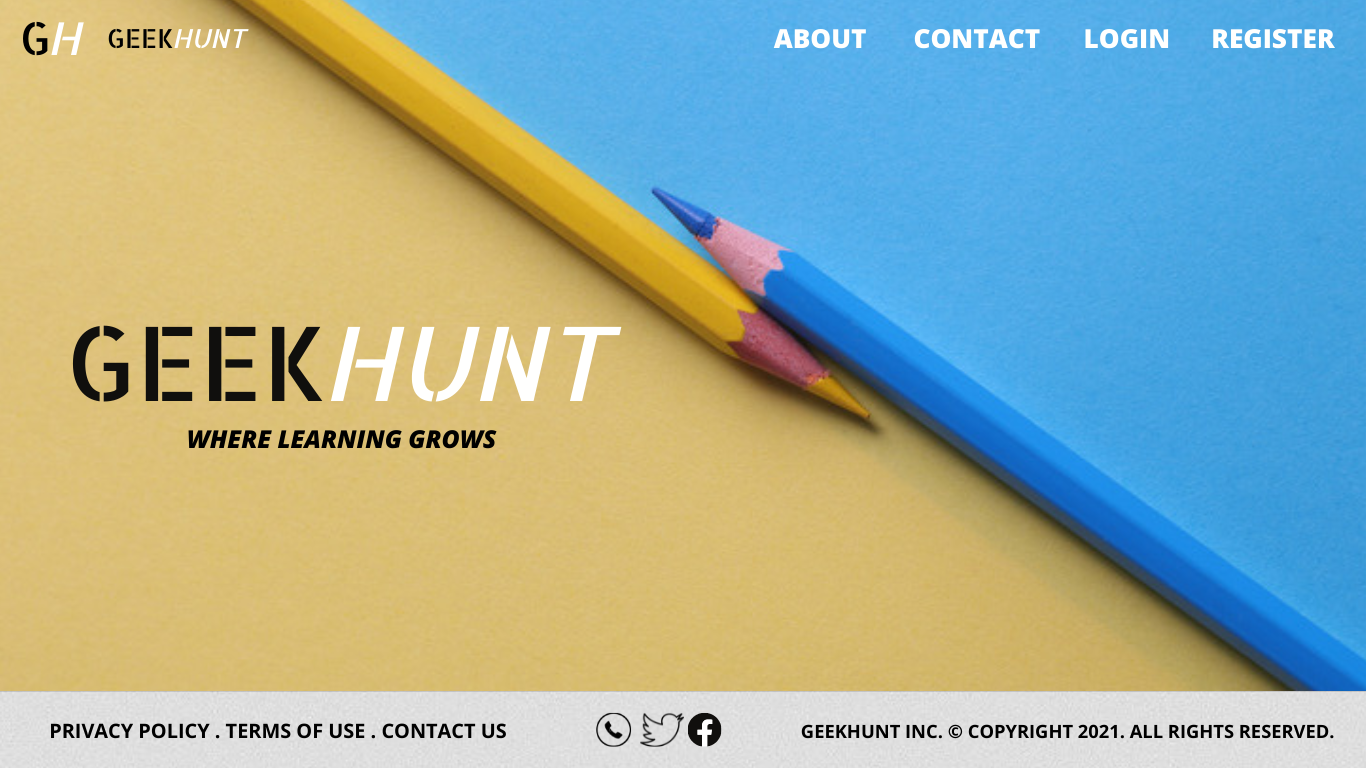 GH GEEKHUNT ABOUT CONTACT LOGIN REGISTER
GEEKHUNT
WHERE LEARNING GROWS
PRIVACY POLICY . TERMS OF USE . CONTACT US
GEEKHUNT INC. © COPYRIGHT 2021. ALL RIGHTS RESERVED.